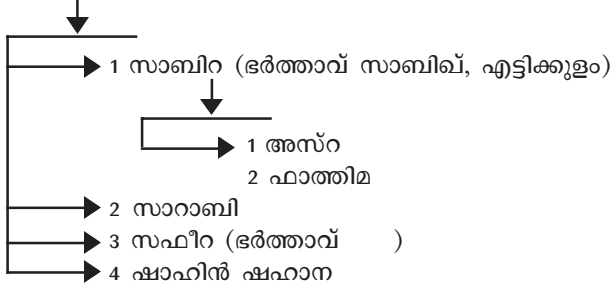 1 സാബിറ (ഭർത്താവ് സാബിഖ്, എട്ടിക്കുളം)
1 അസ്റ
2 ഫാത്തിമ
2 സാറാബി
3 സഫീറ (ഭർത്താവ്      )
4 ഷാഹിൻ ഷഹാന